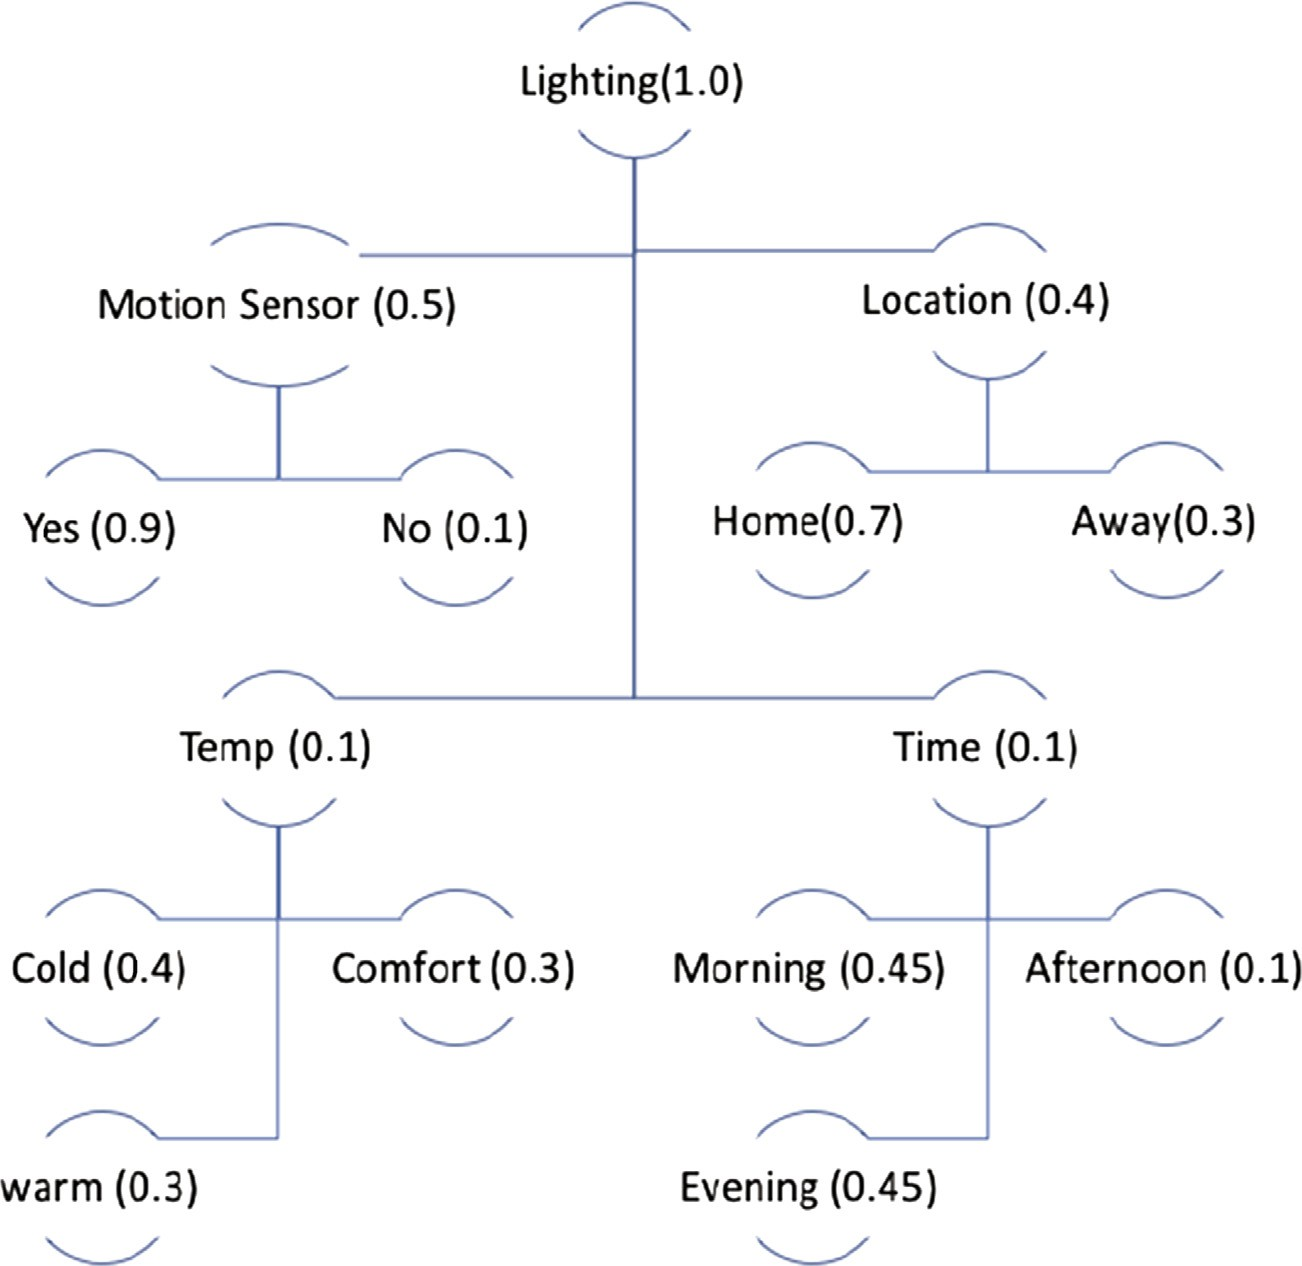 Lighting(1.0)
Motion Sensor (0.5)
Location (0.4)
Yes (0.9)
No (0.1)
Home(0.7)
Away(0.3)
Temp (0.1)
Time (0.1)
Cold (0.4)
Comfort (0.3)
Morning (0.45)
Afternoon (0.1)
warm (0.3)
Evening (0.45)